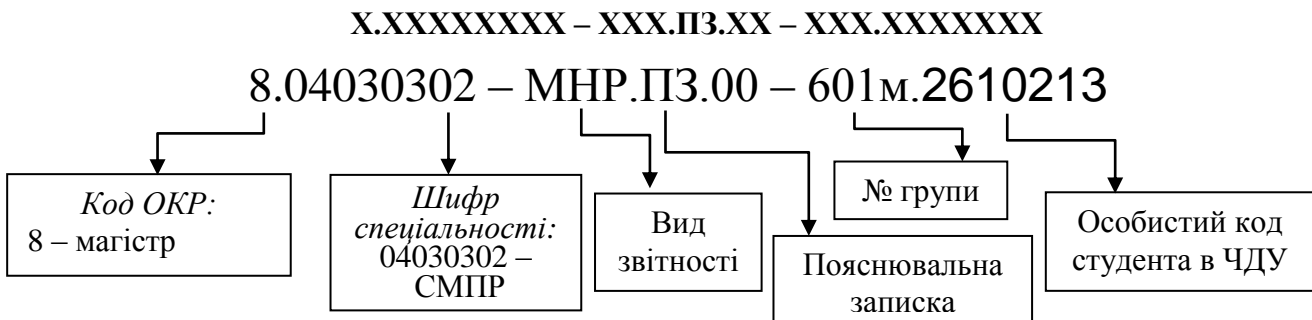 Х.ХХХХХХХХ – ХХХ.ПЗ.ХХ – ХХХ.ХХХХХХХ
8.04030302 – МНР.ПЗ.00 – 601м.2610213
Код ОКР:
8 – магістр
Шифр
спеціальності:
04030302 –
СМПР
Вид
звітності
Пояснювальна
записка
№ групи
Особистий код
студента в ЧДУ